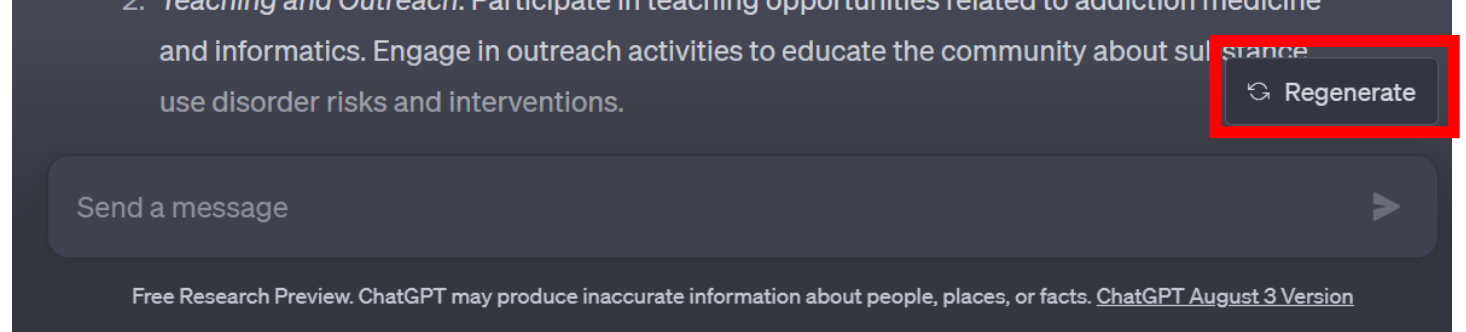 2. Teaching and Outreach: Participate in teaching opportunities related to addiction medicine
and informatics. Engage in outreach activities to educate the community about substance
use disorder risks and interventions.
Regenerate
Send a message
Free Research Preview. ChatGPT may produce inaccurate information about people, places, or facts. ChatGPT August 3 Version